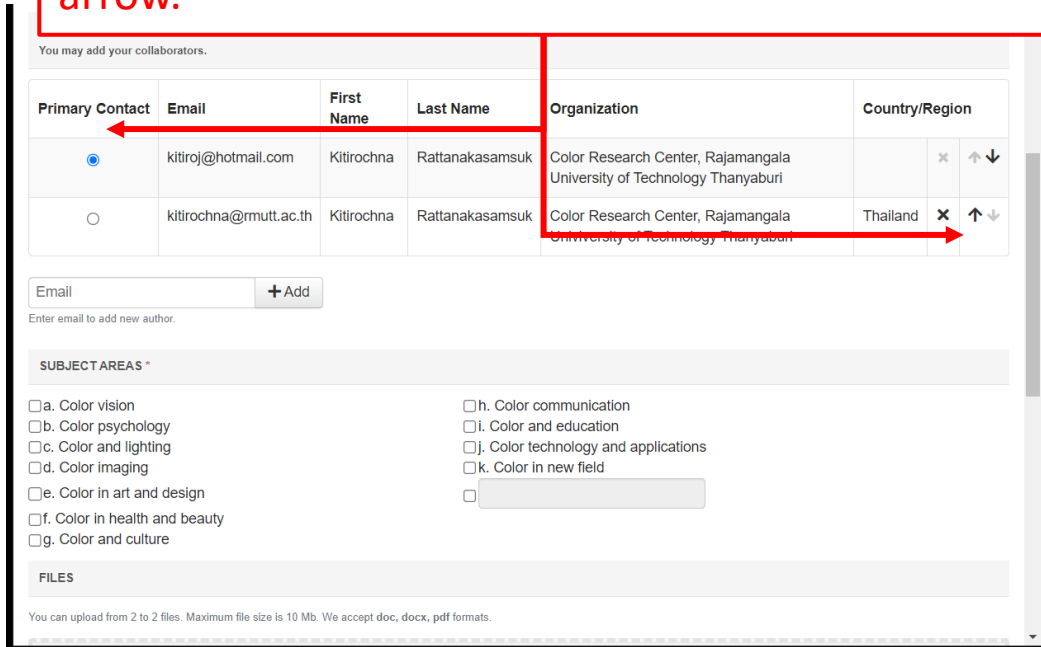 arrow.
You may add your collaborators.
Primary Contact Email First Name Last Name Organization Country/Region
kitiroj@hotmail.com Kitirochna Rattanakasamsuk Color Research Center, Rajamangala
University of Technology Thanyaburi
kitirochna@rmutt.ac.th Kitirochna Rattanakasamsuk Color Research Center, Rajamangala Thailand
Univiversity of Technology Thanyaburi
Email + Add
Enter email to add new author.
SUBJECT AREAS *
a. Color vision
b. Color psychology
c. Color and lighting
d. Color imaging
e. Color in art and design
f. Color in health and beauty
g. Color and culture
h. Color communication
i. Color and education
j. Color technology and applications
k. Color in new field
FILES
You can upload from 2 to 2 files. Maximum file size is 10 Mb. We accept doc, docx, pdf formats.